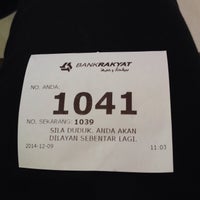 BANKRAKYAT
NO. ANDA:
1041
NO. SEKARANG: 1039
SILA DUDUK. ANDA AKAN
DILAYAN SEBENTAR LAGI.
2014-12-09 11:03